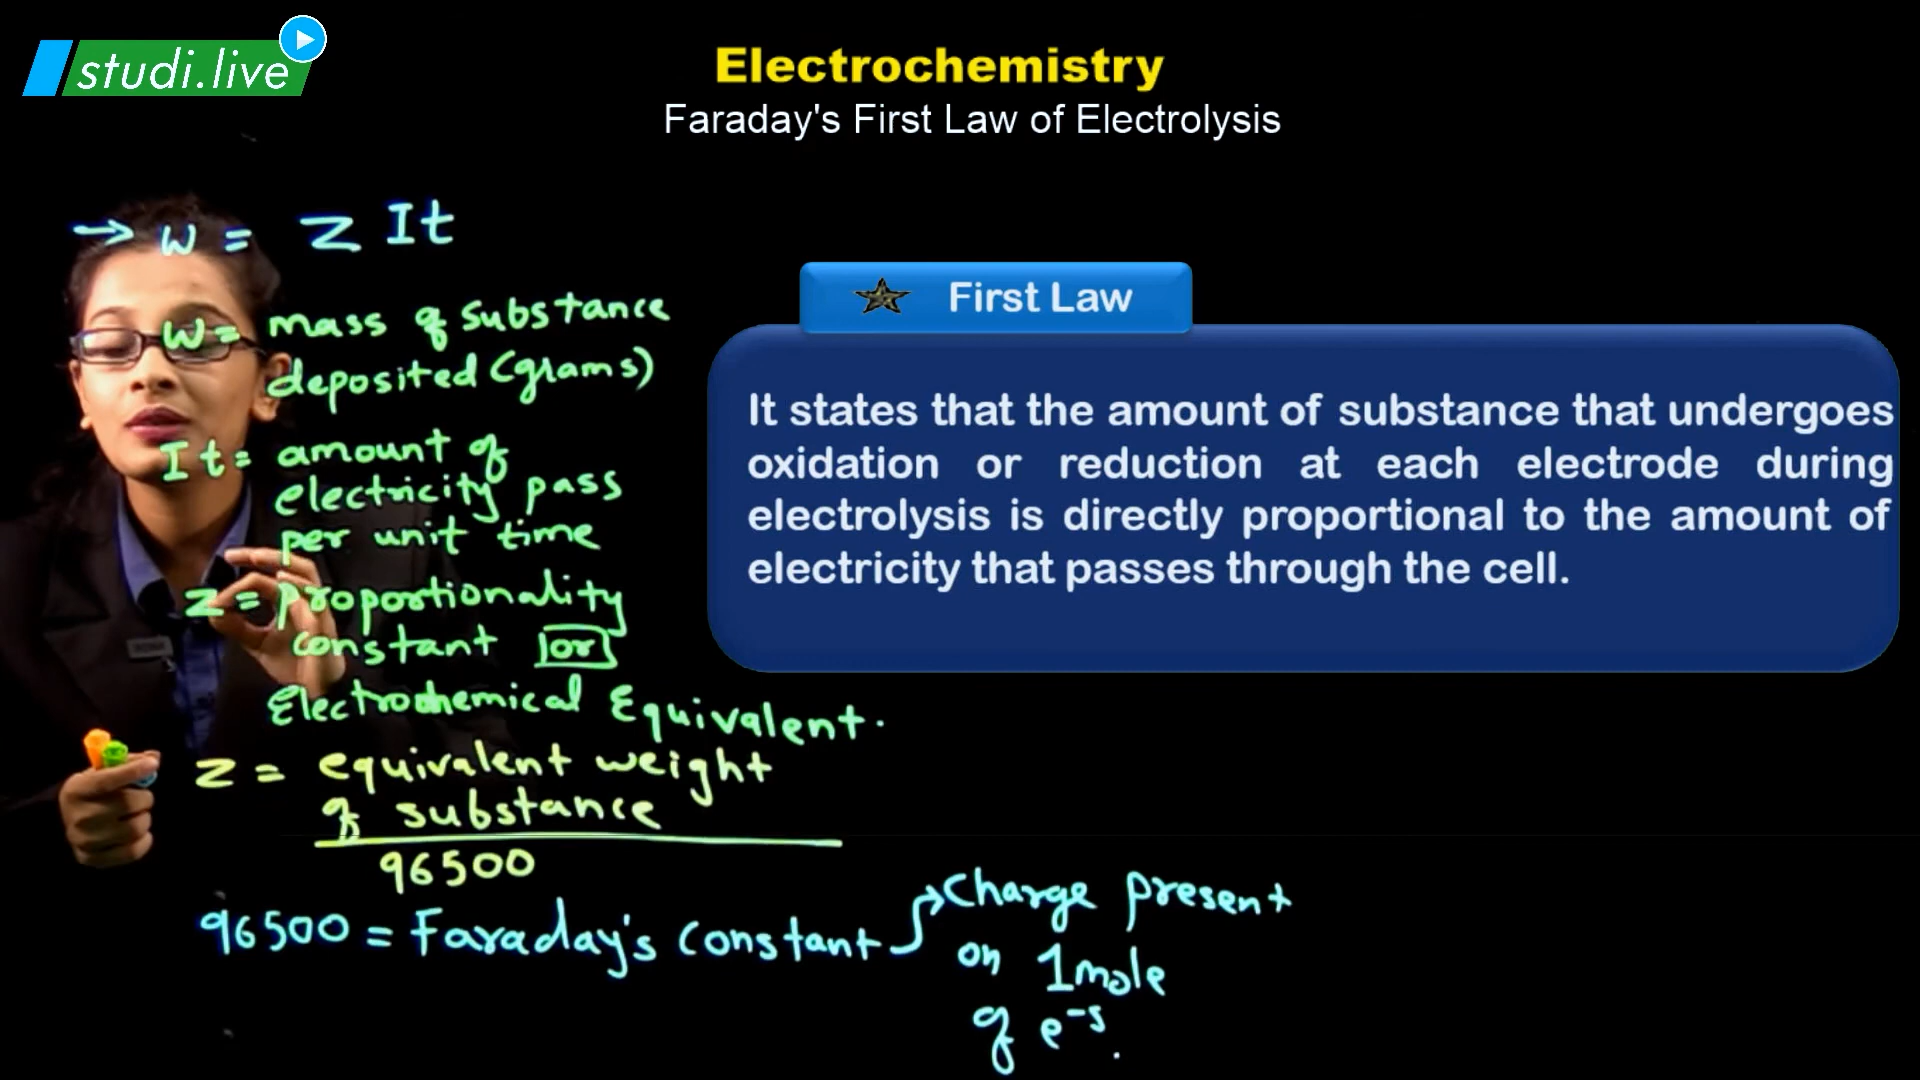 studi.live
Electrochemistry
Faraday's First Law of Electrolysis
→ W = Z It
W = mass of substance
deposited (grams)
It = amount of
electricity pass
per unit time
Z = proportionality
constant or
Electrochemical Equivalent.
Z = equivalent weight
of substance
96500
96500 = Faraday's constant → Charge present
on 1 mole
of e⁻s.
First Law
It states that the amount of substance that undergoes
oxidation or reduction at each electrode during
electrolysis is directly proportional to the amount of
electricity that passes through the cell.